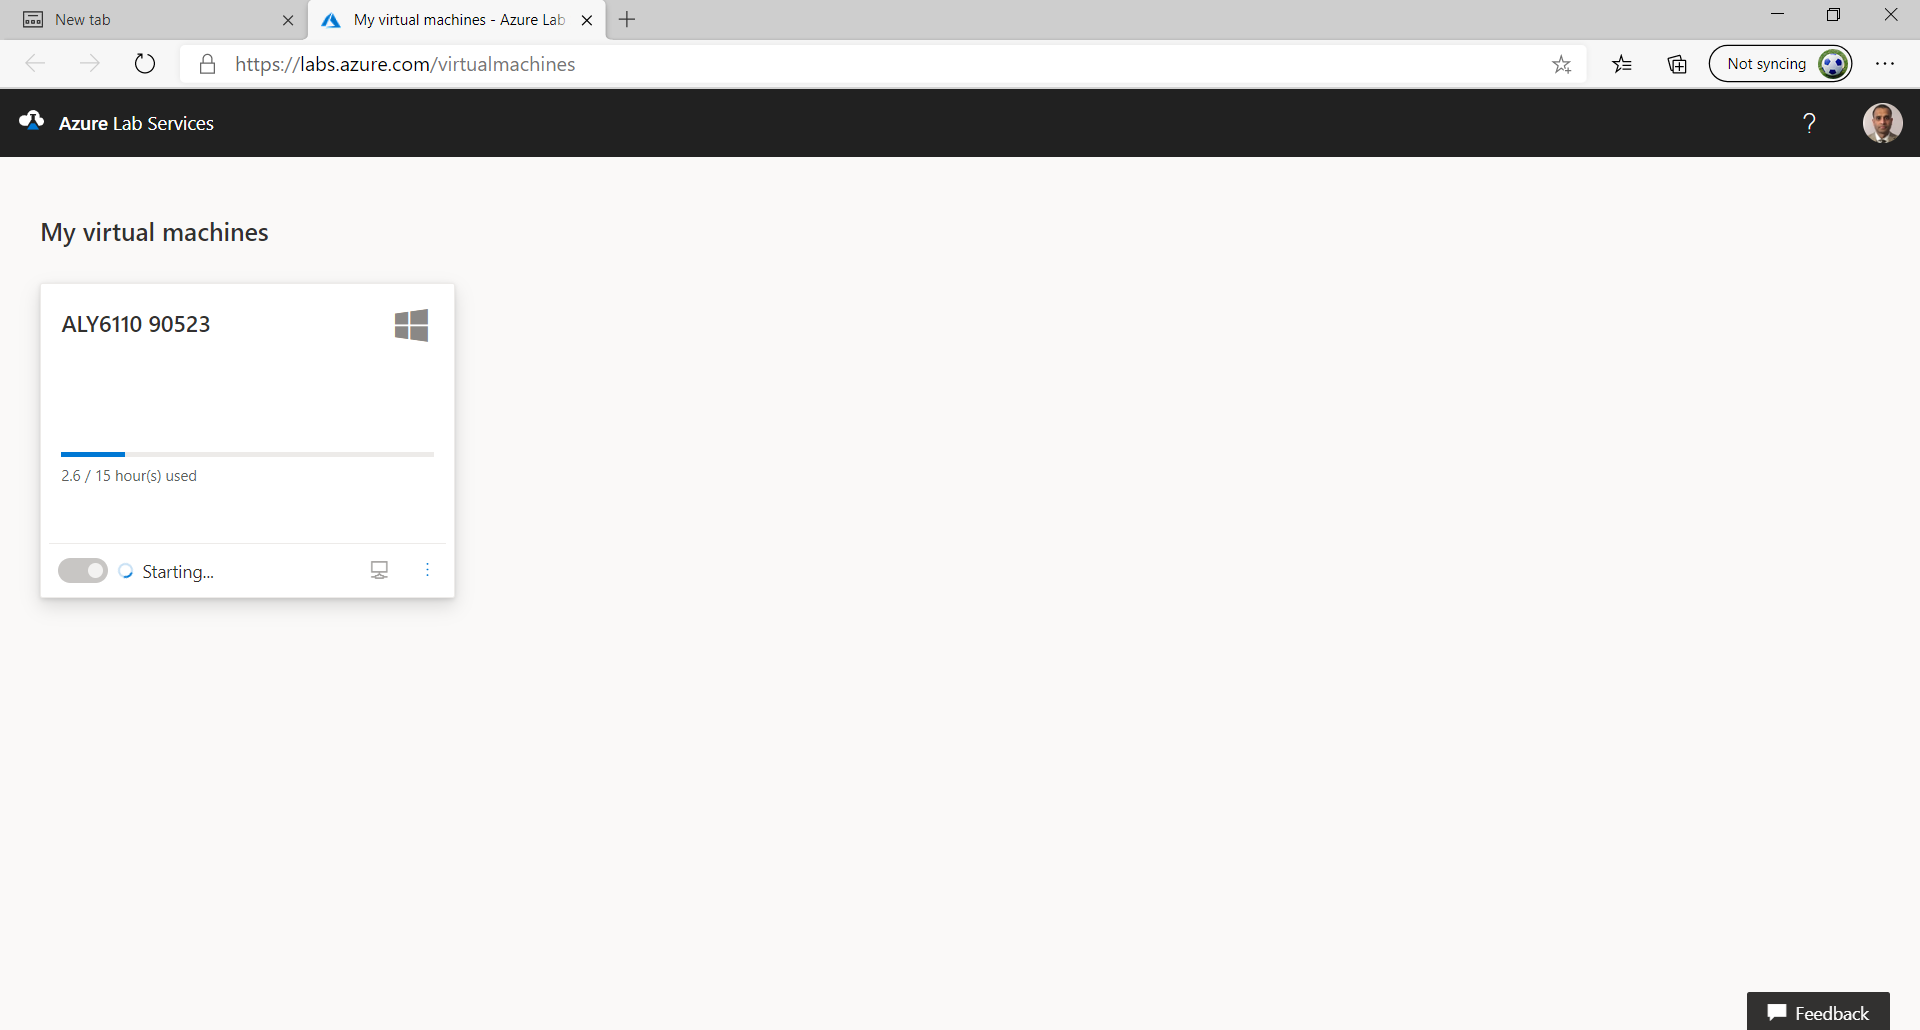 New tab
My virtual machines - Azure Lab
https://labs.azure.com/virtualmachines
Not syncing
Azure Lab Services
?
My virtual machines
ALY6110 90523
2.6 / 15 hour(s) used
Starting...
Feedback